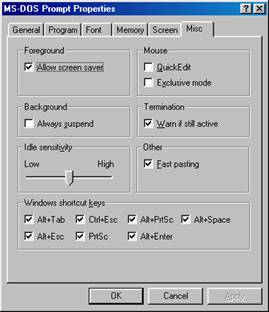 MS-DOS Prompt Properties
General Program Font Memory Screen Misc
Foreground Mouse
Allow screen saver QuickEdit
Exclusive mode
Background Termination
Always suspend Warn if still active
Idle sensitivity Other
Low High Fast pasting
Windows shortcut keys
Alt+Tab Ctrl+Esc Alt+PrtSc Alt+Space
Alt+Esc PrtSc Alt+Enter
OK Cancel Apply